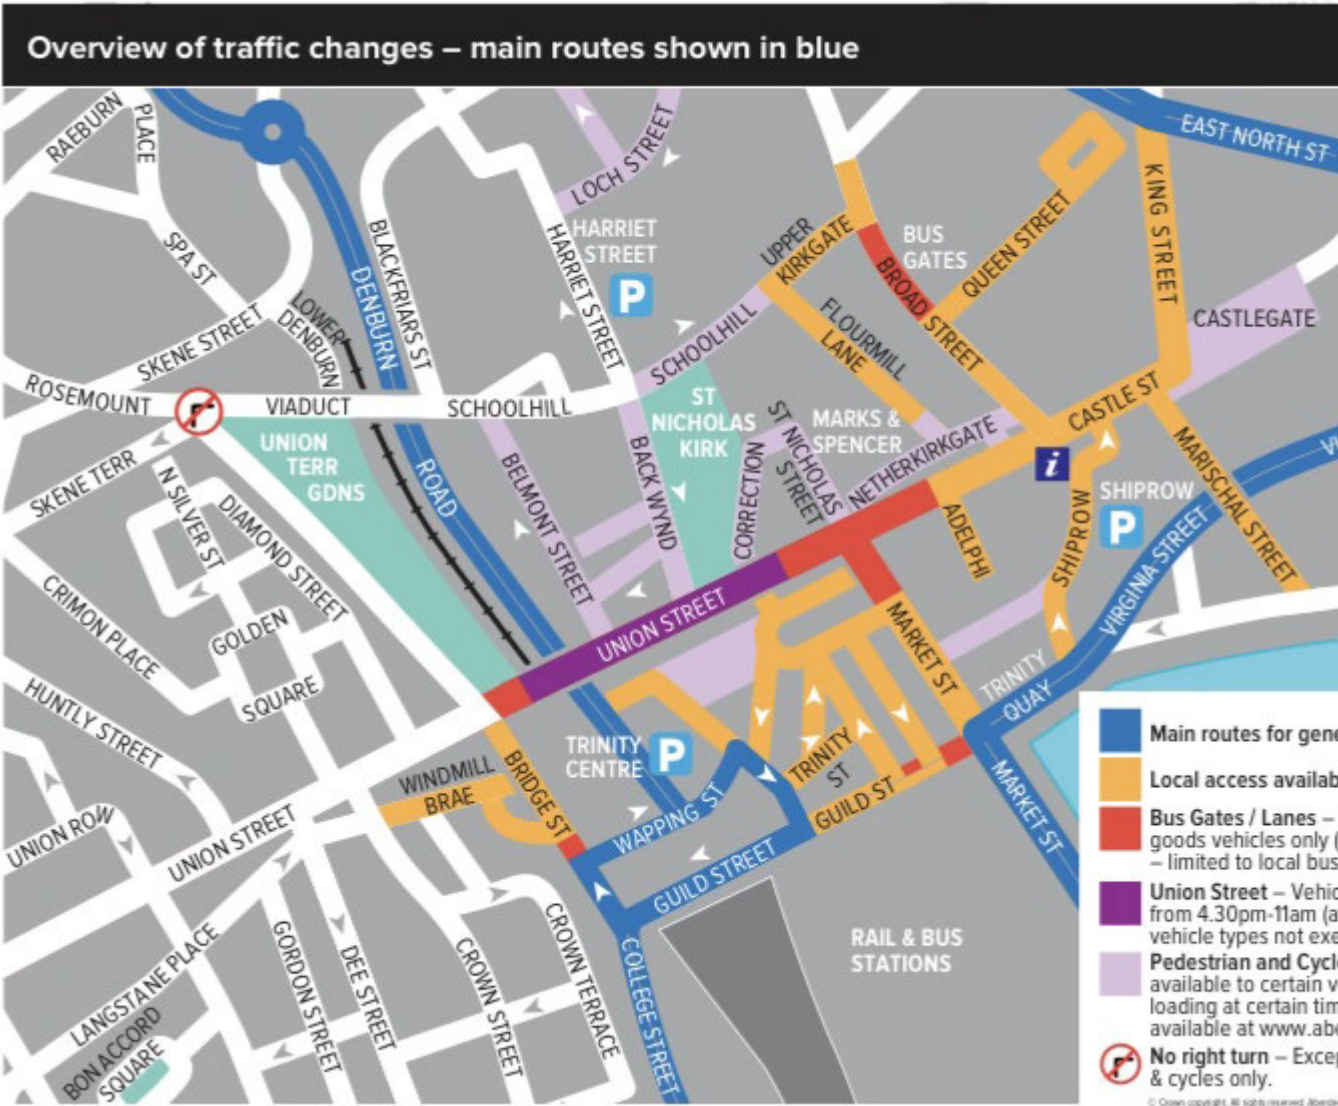 Overview of traffic changes – main routes shown in blue
RAEBURN
PLACE
SPA ST
SKENE STREET
LOWER
DENBURN
DENBURN
ROAD
BLACKFRIARS ST
LOCH STREET
HARRIET
STREET
P
HARRIET STREET
UPPER
KIRKGATE
BUS
GATES
BROAD STREET
QUEEN STREET
EAST NORTH ST
KING STREET
CASTLEGATE
ROSEMOUNT
VIADUCT
SCHOOLHILL
SCHOOLHILL
FLOURMILL
LANE
ST
NICHOLAS
KIRK
MARKS &
SPENCER
ST NICHOLAS
STREET
CORRECTION
NETHERKIRKGATE
CASTLE ST
i
SHIPROW
P
SHIPROW
MARISCHAL STREET
VIRGINIA STREET
VI
ADELPHI
UNION
TERR
GDNS
SKENE TERR
N SILVER ST
DIAMOND STREET
GOLDEN
SQUARE
CRIMON PLACE
HUNTLY STREET
BELMONT STREET
BACK WYND
UNION STREET
MARKET ST
TRINITY
QUAY
MARKET ST
TRINITY
CENTRE
P
TRINITY
ST
GUILD ST
WAPPING ST
GUILD STREET
WINDMILL
BRAE
BRIDGE ST
UNION ROW
UNION STREET
LANGSTANE PLACE
BON ACCORD
SQUARE
GORDON STREET
DEE STREET
CROWN STREET
CROWN TERRACE
COLLEGE STREET
RAIL & BUS
STATIONS
Main routes for gene
Local access availab
Bus Gates / Lanes –
goods vehicles only (
– limited to local bus
Union Street – Vehic
from 4.30pm-11am (a
vehicle types not exe
Pedestrian and Cycl
available to certain v
loading at certain tim
available at www.abe
No right turn – Excep
& cycles only.
© Crown copyright. All rights reserved. Aberde